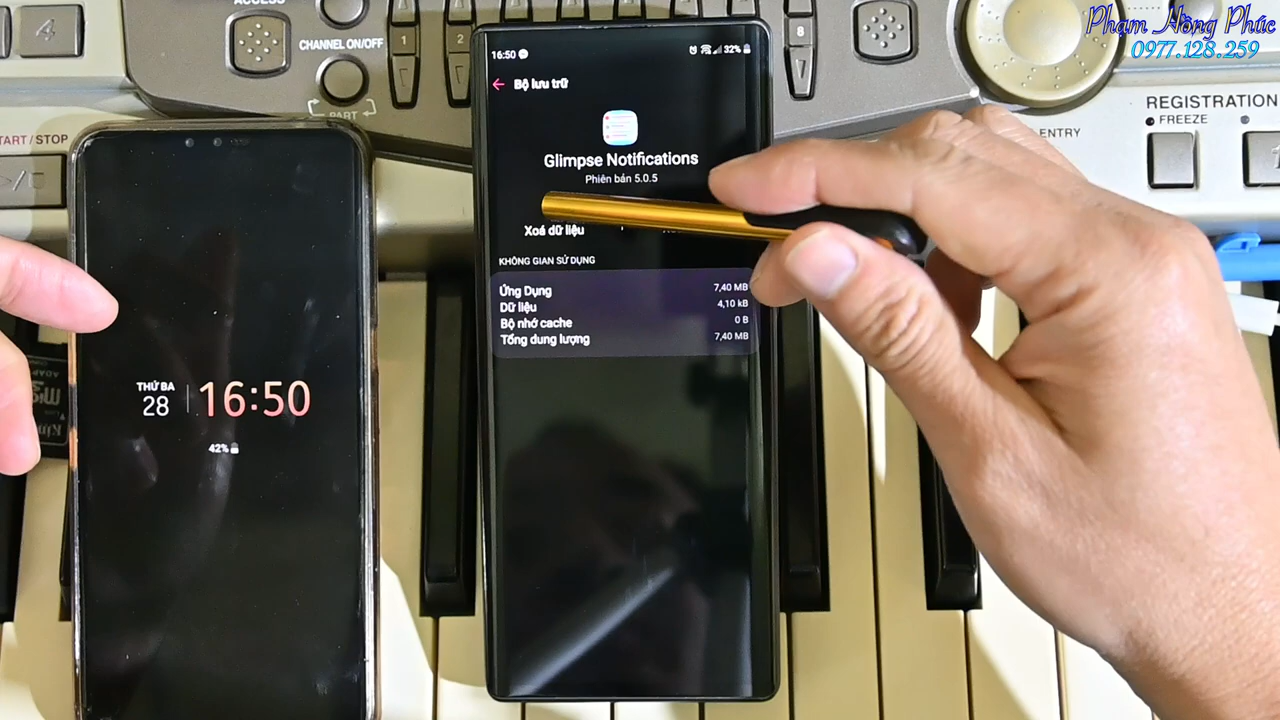 Phạm Hồng Phúc
0977.128.259
ACCESS
4
CHANNEL ON/OFF
PART
1
2
8
REGISTRATION
FREEZE
ENTRY
START / STOP
16:50
32%
Bộ lưu trữ
Glimpse Notifications
Phiên bản 5.0.5
Xoá dữ liệu
KHÔNG GIAN SỬ DỤNG
Ứng Dụng 7,40 MB
Dữ liệu 4,10 kB
Bộ nhớ cache 0 B
Tổng dung lượng 7,40 MB
THỨ BA
28
16:50
42%